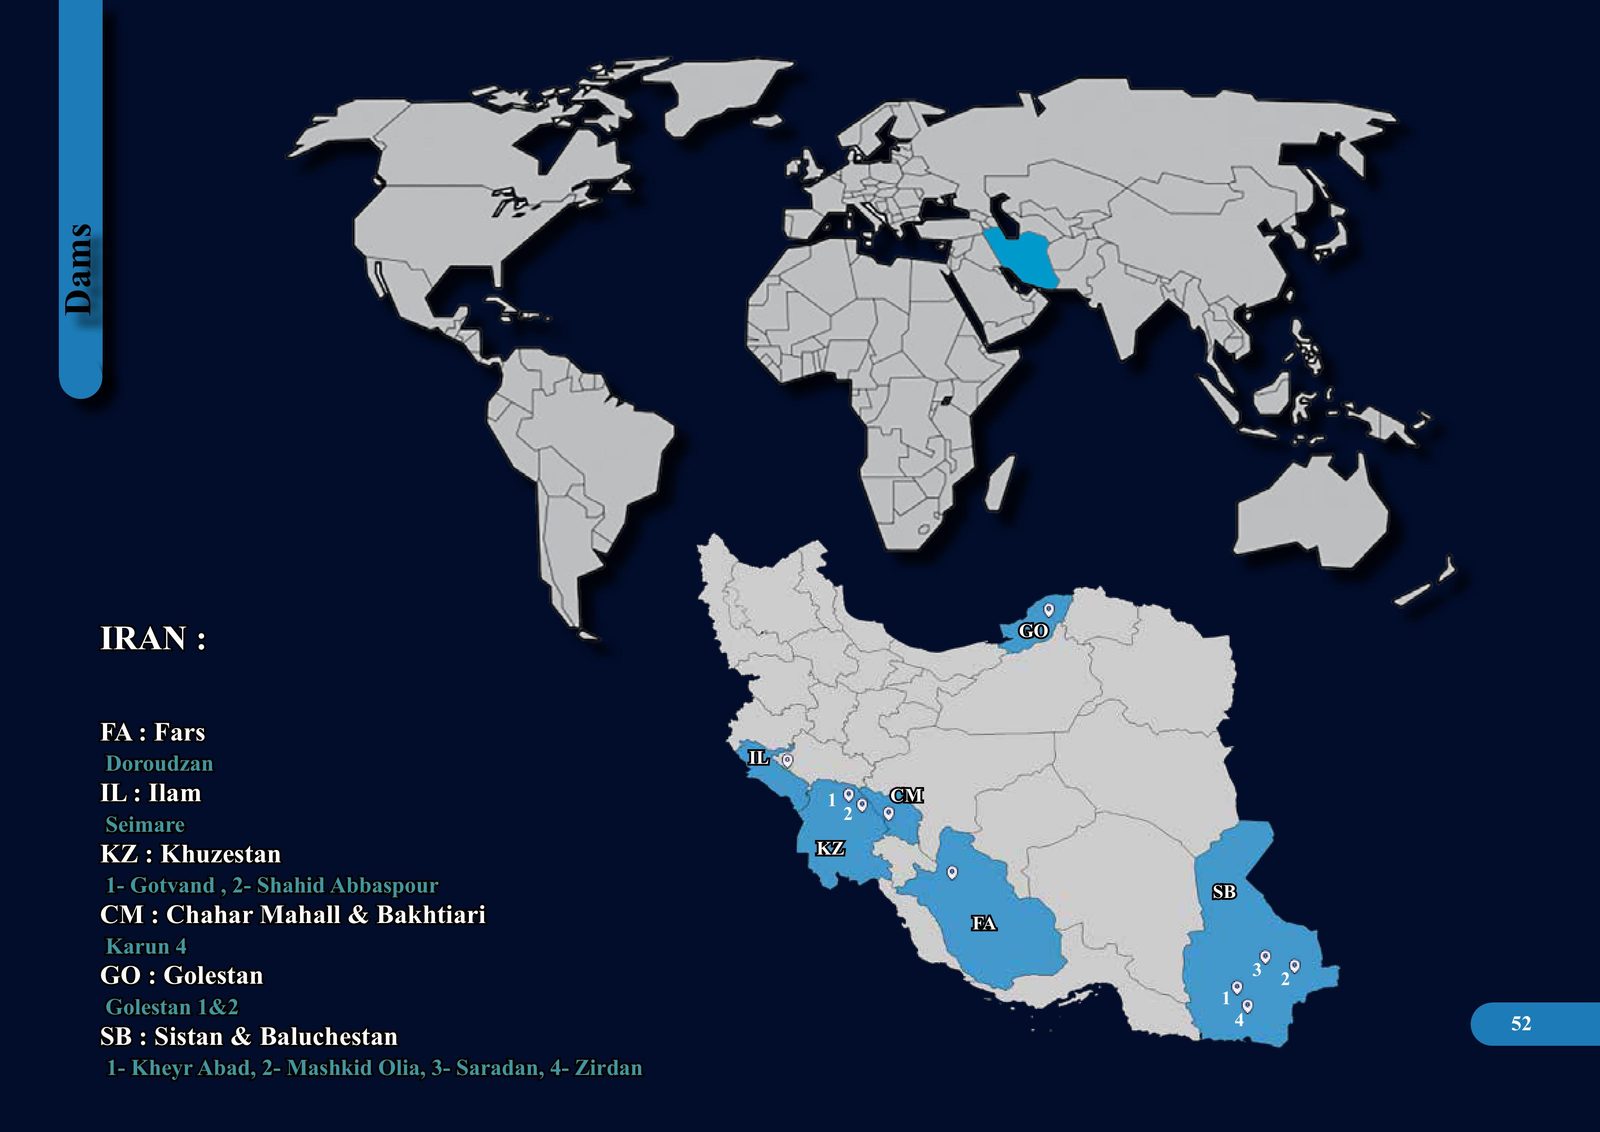 Dams
IRAN :
FA : Fars
Doroudzan
IL : Ilam
Seimare
KZ : Khuzestan
1- Gotvand , 2- Shahid Abbaspour
CM : Chahar Mahall & Bakhtiari
Karun 4
GO : Golestan
Golestan 1&2
SB : Sistan & Baluchestan
1- Kheyr Abad, 2- Mashkid Olia, 3- Saradan, 4- Zirdan
GO
IL
CM
1
2
KZ
SB
FA
3
2
1
4
52